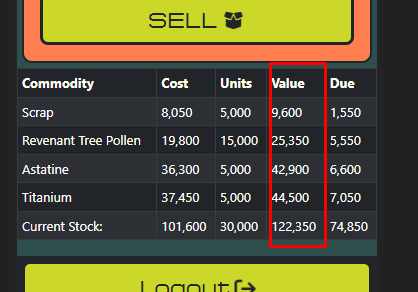 SELL
Commodity Cost Units Value Due
Scrap 8,050 5,000 9,600 1,550
Revenant Tree Pollen 19,800 15,000 25,350 5,550
Astatine 36,300 5,000 42,900 6,600
Titanium 37,450 5,000 44,500 7,050
Current Stock: 101,600 30,000 122,350 74,850
Logout